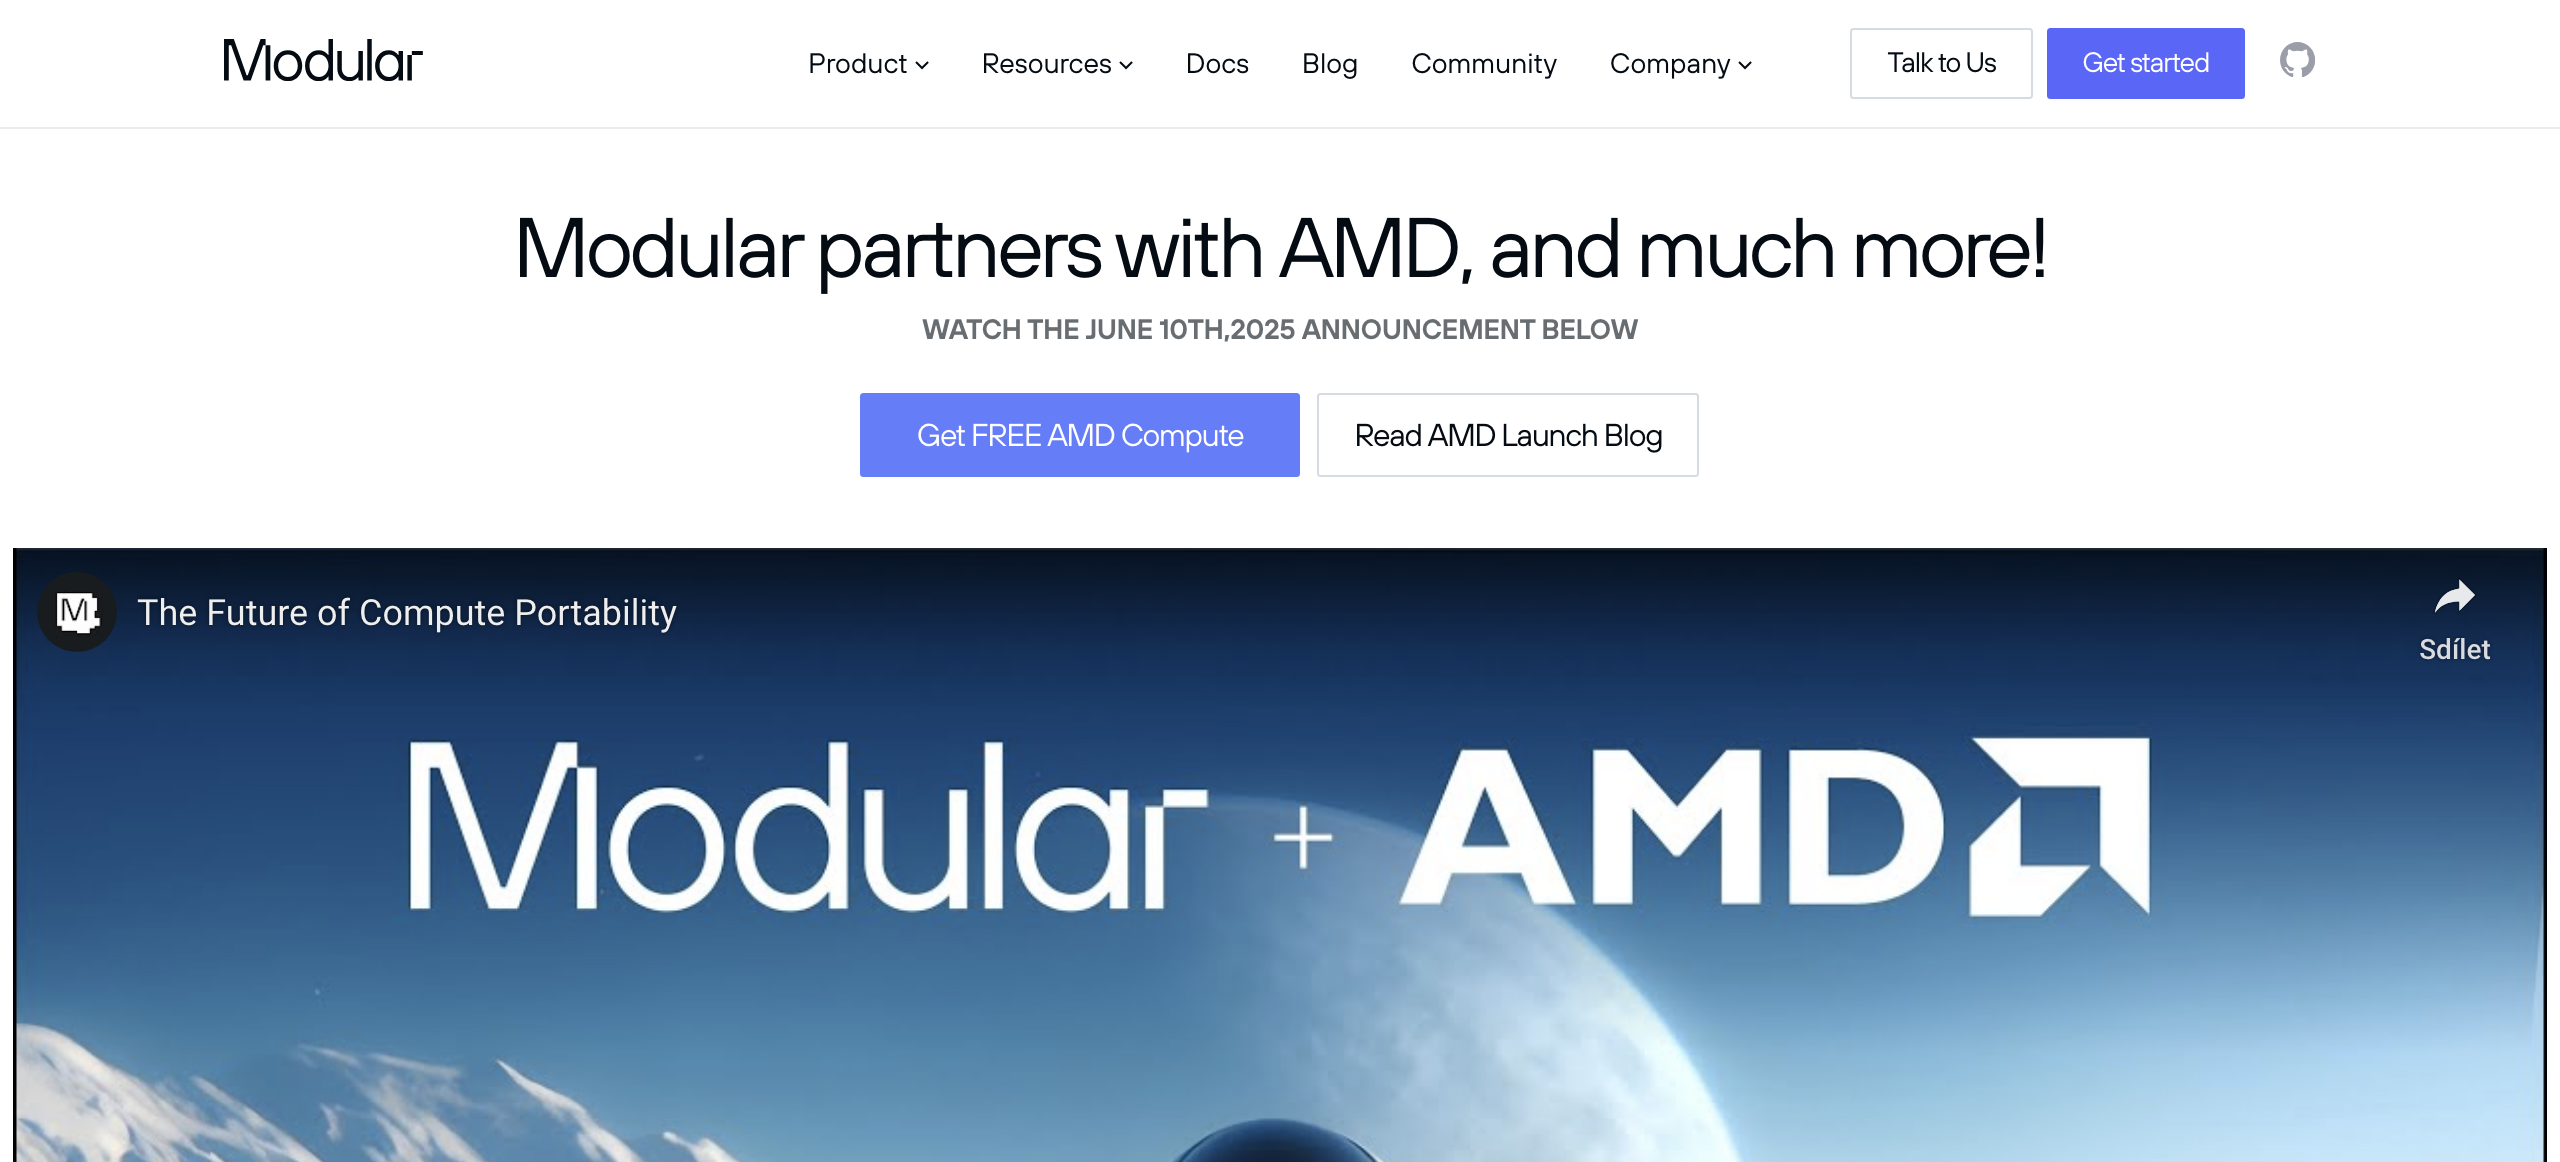 Modular
Product Resources Docs Blog Community Company Talk to Us Get started
Modular partners with AMD, and much more!
WATCH THE JUNE 10TH,2025 ANNOUNCEMENT BELOW
Get FREE AMD Compute Read AMD Launch Blog
M
The Future of Compute Portability
Sdílet
Modular + AMD